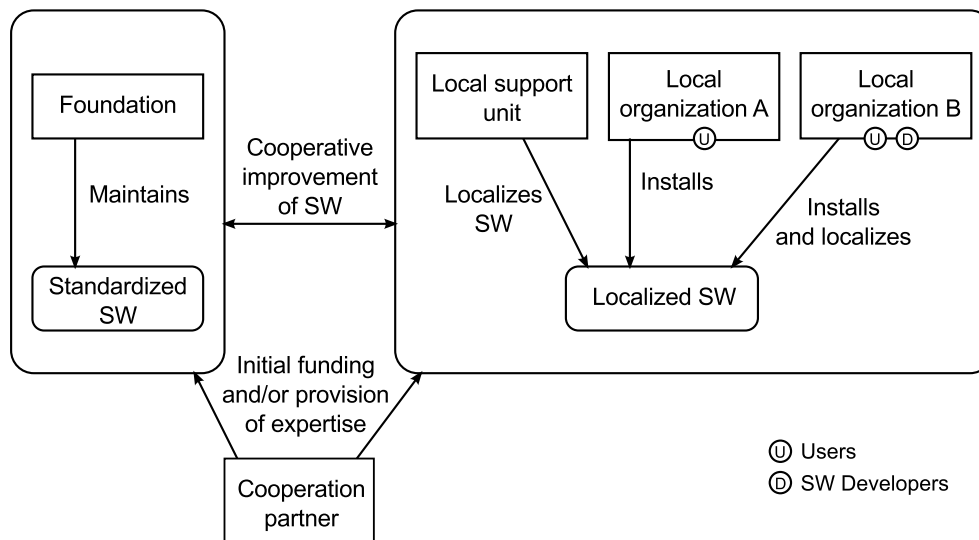 Foundation
Maintains
Standardized
SW
Cooperative
improvement
of SW
Local support
unit
Local
organization A
U
Local
organization B
U D
Localizes
SW
Installs
Installs
and localizes
Localized SW
Initial funding
and/or provision
of expertise
Cooperation
partner
U Users
D SW Developers